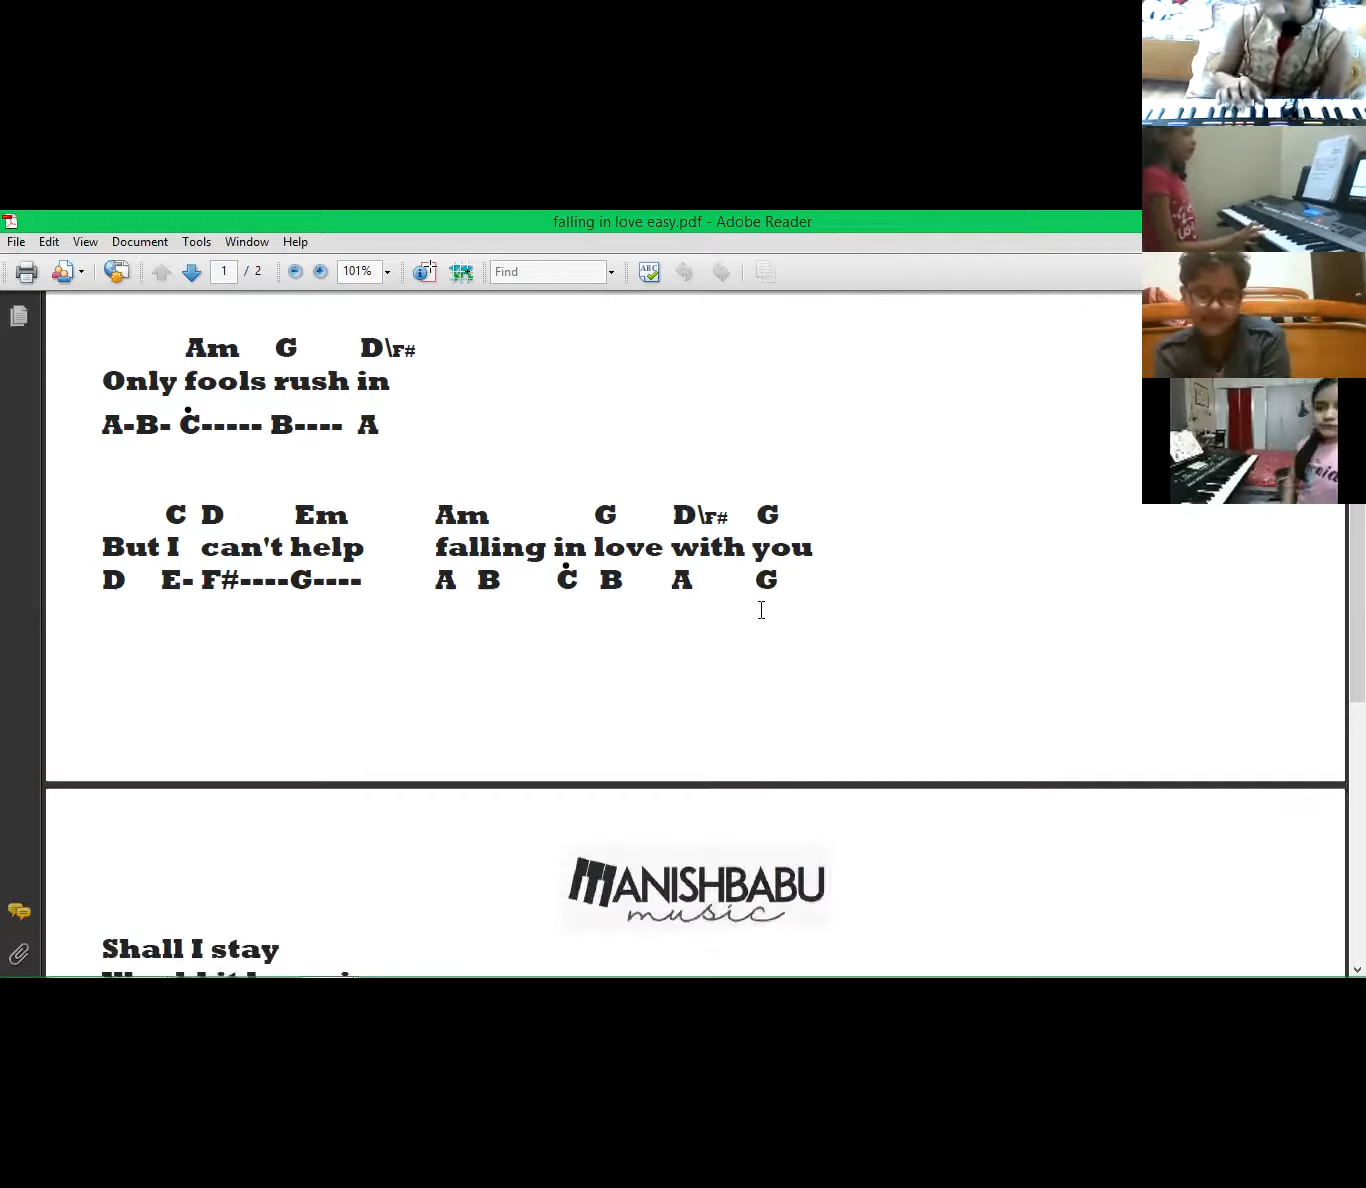 falling in love easy.pdf - Adobe Reader
File Edit View Document Tools Window Help
1 / 2 101% Find
Am G D\F#
Only fools rush in
A-B- Ċ----- B---- A
C D Em Am G D\F# G
But I can't help falling in love with you
D E- F#----G---- A B Ċ B A G
MANISHBABU
music
Shall I stay